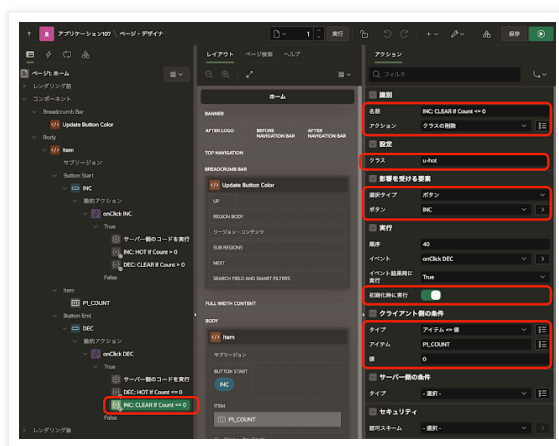 アプリケーション107 \ ページ・デザイナ
1
実行
保存
ページ1: ホーム
レンダリング前
コンポーネント
Breadcrumb Bar
Update Button Color
Body
Item
サブリージョン
Button Start
INC
動的アクション
onClick INC
True
サーバー側のコードを実行
INC: HOT If Count > 0
DEC: CLEAR If Count > 0
False
Item
P1_COUNT
Button End
DEC
動的アクション
onClick DEC
True
サーバー側のコードを実行
DEC: HOT If Count <= 0
INC: CLEAR If Count <= 0
False
レンダリング後
レイアウト ページ検索 ヘルプ
ホーム
BANNER
AFTER LOGO BEFORE NAVIGATION BAR AFTER NAVIGATION BAR
TOP NAVIGATION
BREADCRUMB BAR
Update Button Color
UP
REGION BODY
リージョン・コンテンツ
SUB REGIONS
NEXT
SEARCH FIELD AND SMART FILTERS
FULL WIDTH CONTENT
BODY
Item
サブリージョン
BUTTON START
INC
ITEM
P1_COUNT
アクション
フィルタ
識別
名前 INC: CLEAR If Count <= 0
アクション クラスの削除
設定
クラス u-hot
影響を受ける要素
選択タイプ ボタン
ボタン INC
実行
順序 40
イベント onClick DEC
イベント結果時に実行 True
初期化時に実行
クライアント側の条件
タイプ アイテム <= 値
アイテム P1_COUNT
値 0
サーバー側の条件
タイプ - 選択 -
セキュリティ
認可スキーム - 選択 -